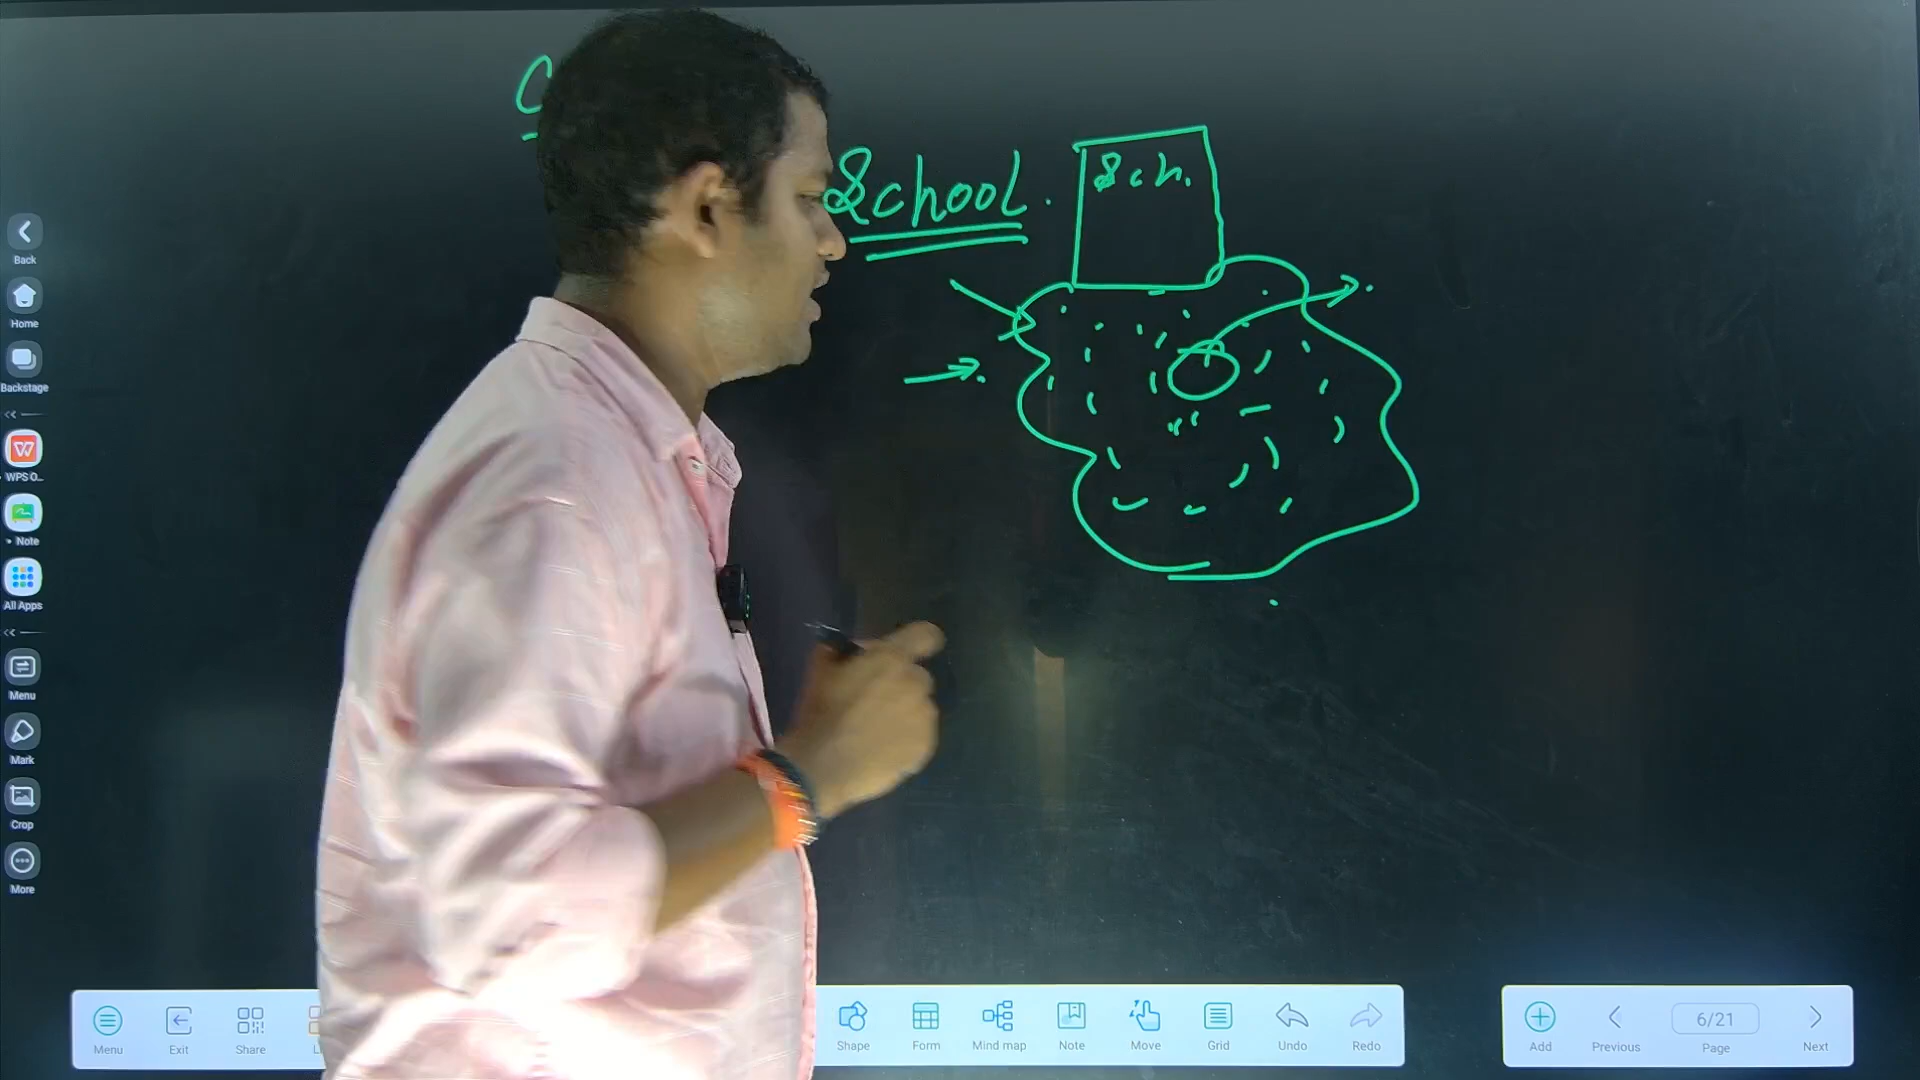 School.
Sch.
Back
Home
Backstage
WPS O...
Note
All Apps
Menu
Mark
Crop
More
Menu
Exit
Share
Shape
Form
Mind map
Note
Move
Grid
Undo
Redo
Add
Previous
6/21
Page
Next